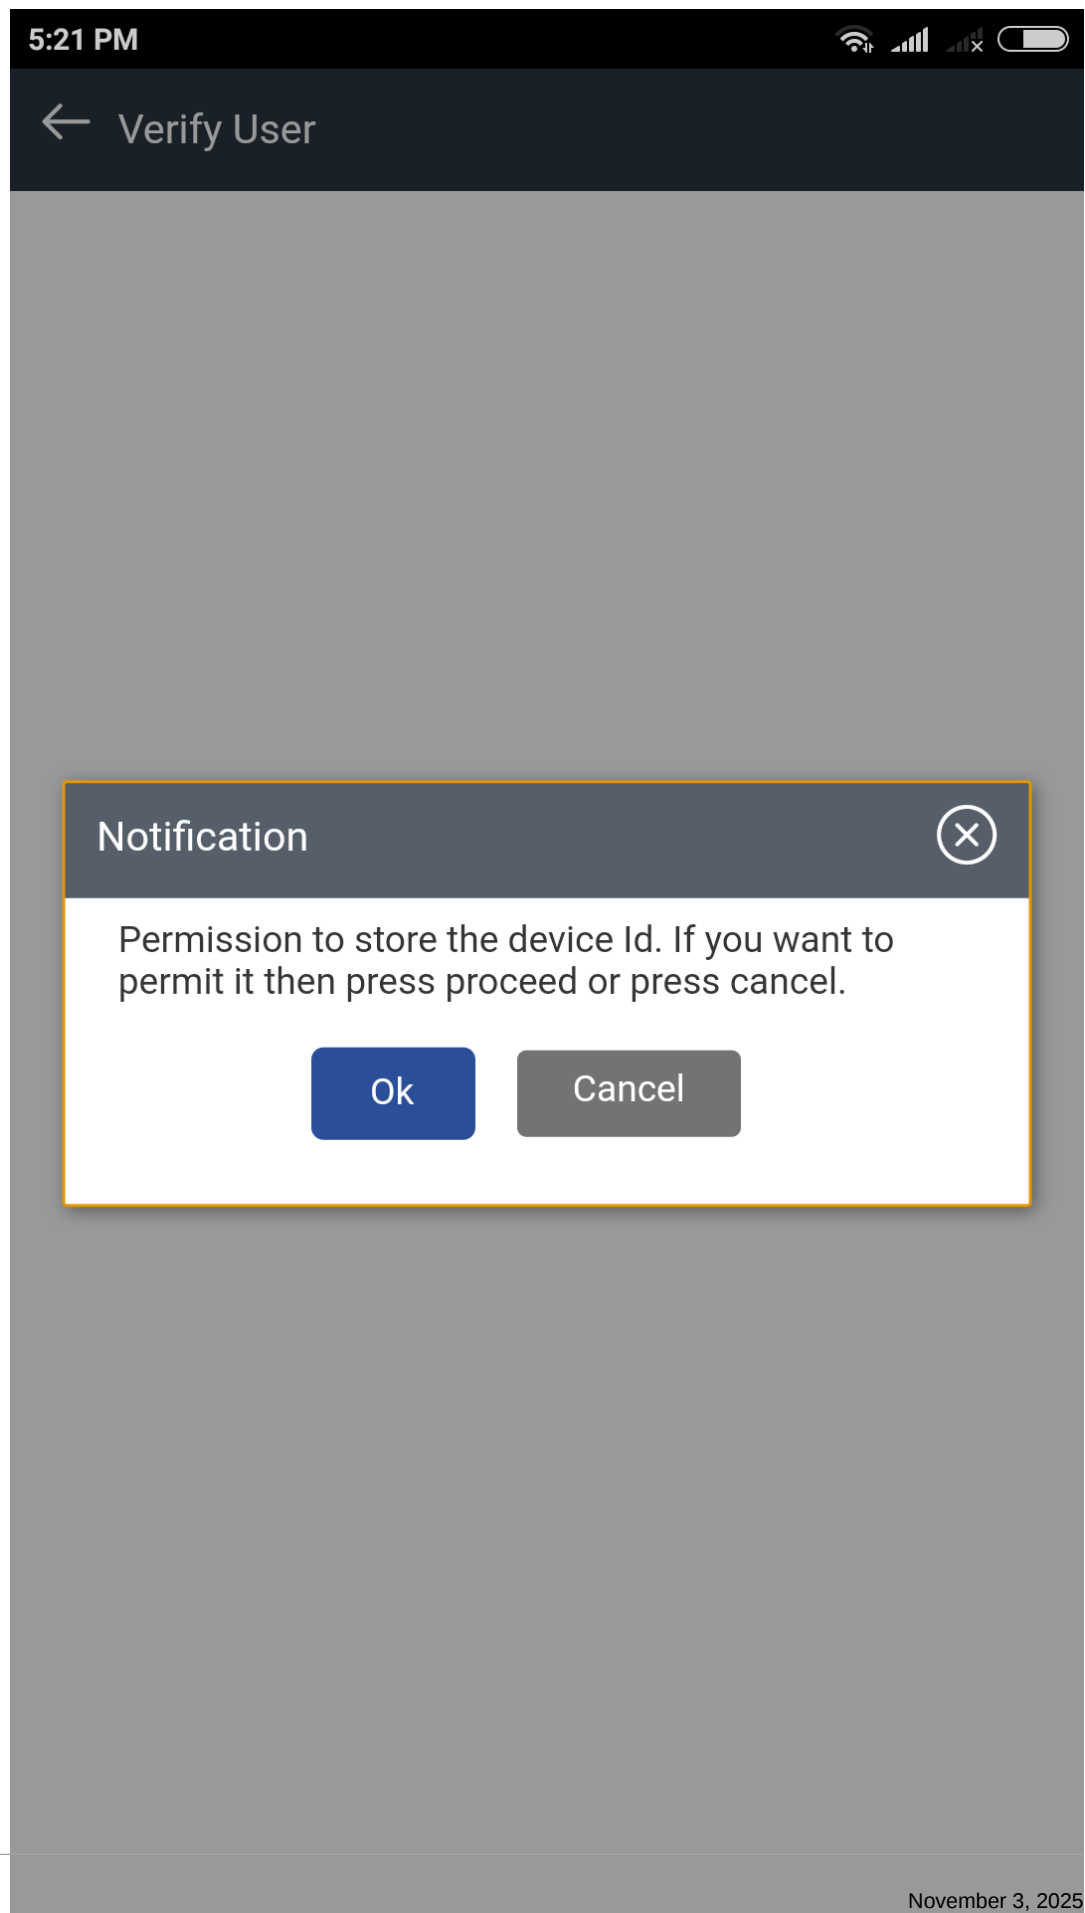 5:21 PM
Verify User
Notification
Permission to store the device Id. If you want to
permit it then press proceed or press cancel.
Ok
Cancel
November 3, 2025